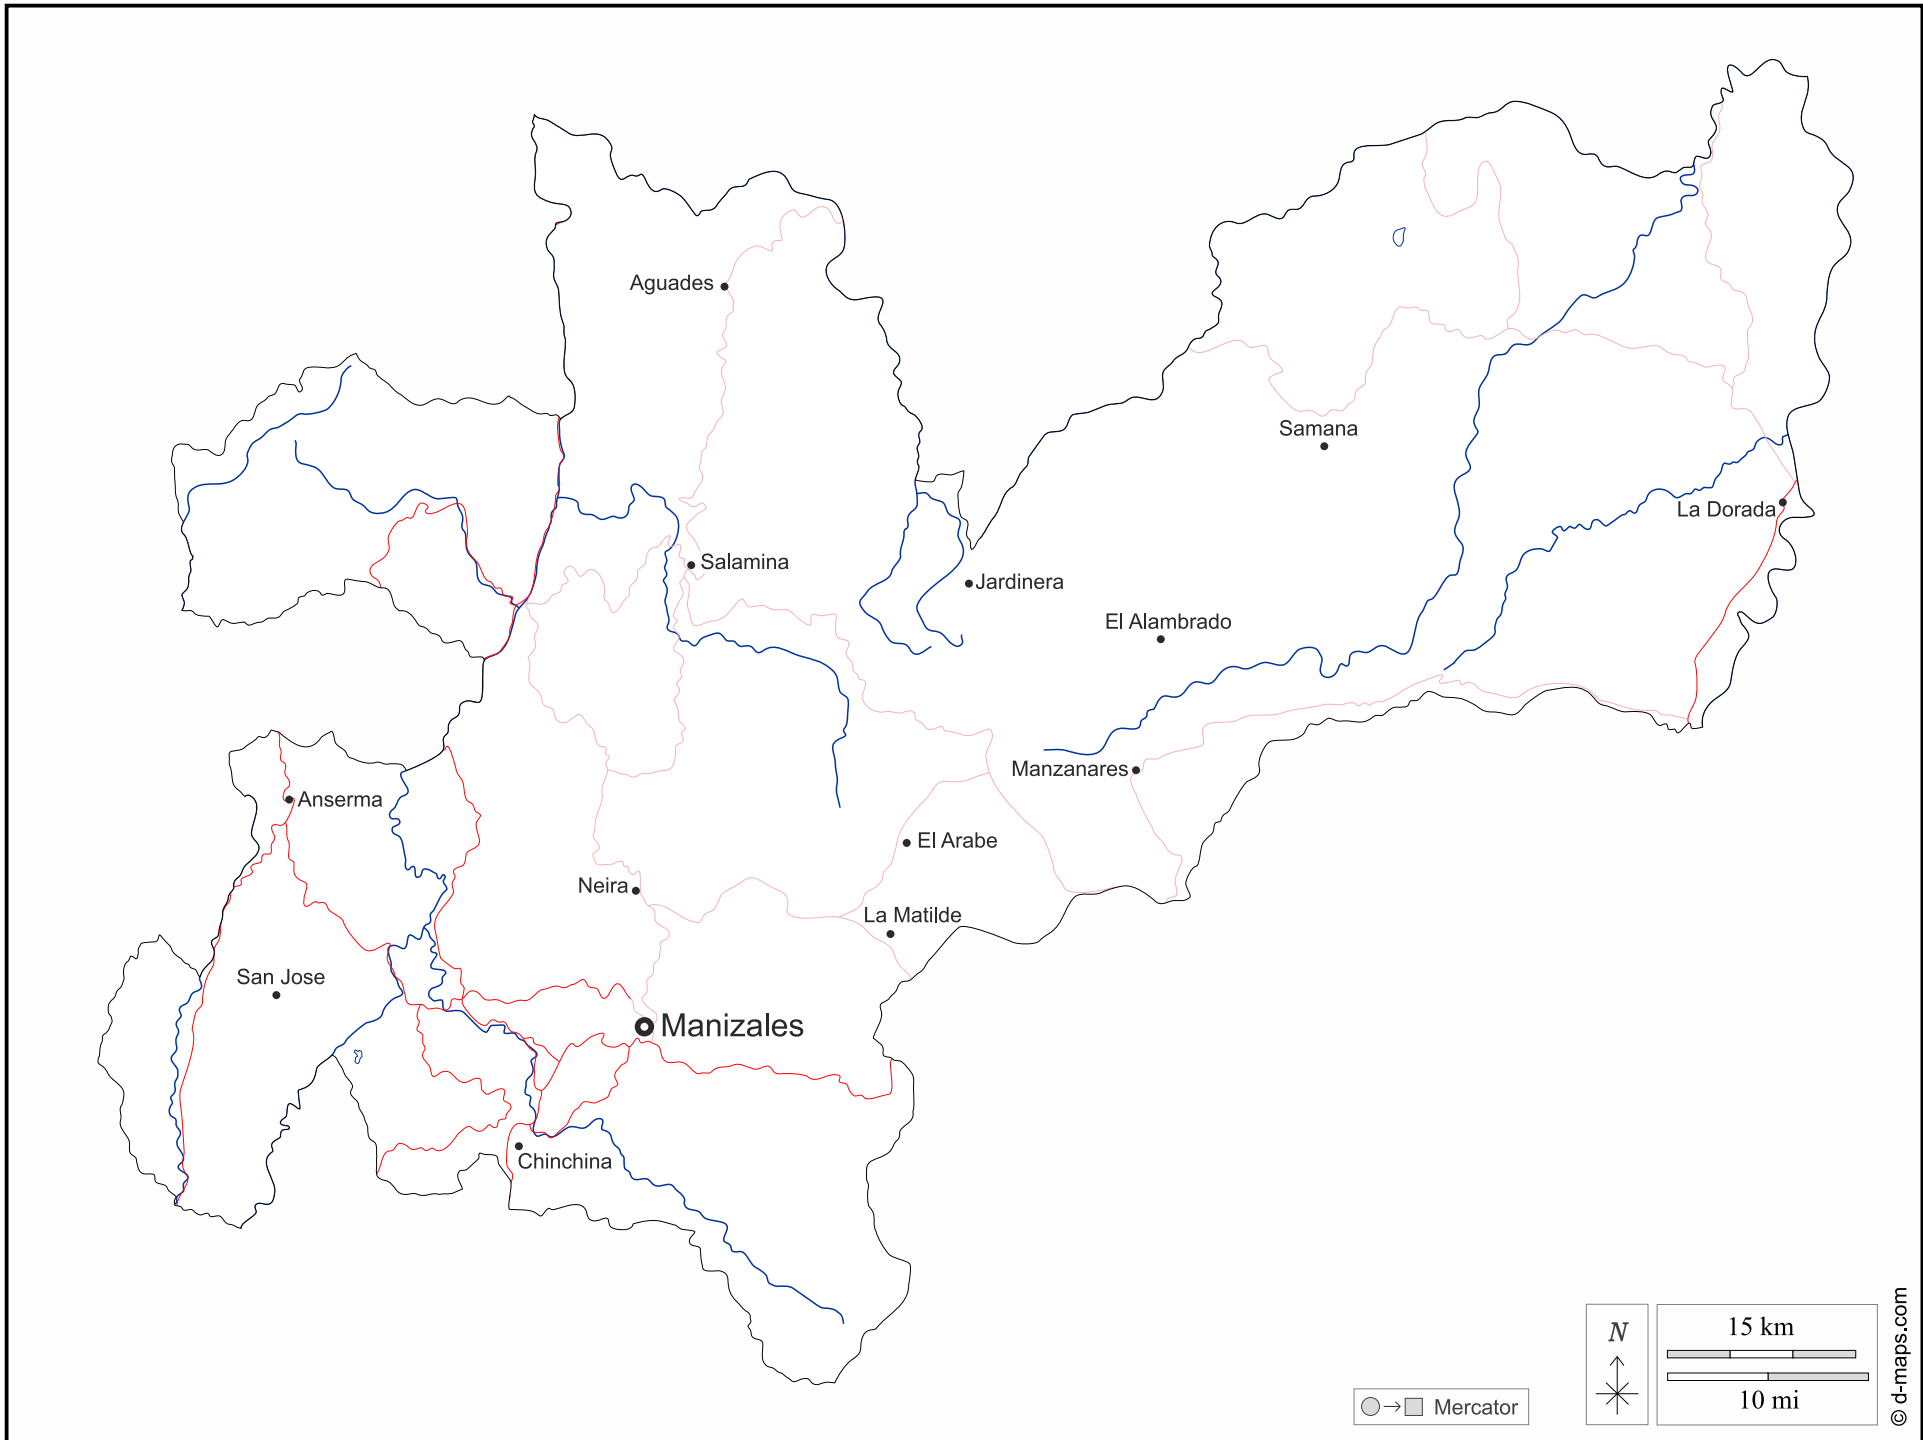 Aguades
Samana
La Dorada
Salamina
Jardinera
El Alambrado
Manzanares
Anserma
El Arabe
Neira
La Matilde
San Jose
Manizales
Chinchina
N
15 km
10 mi
Mercator
© d-maps.com